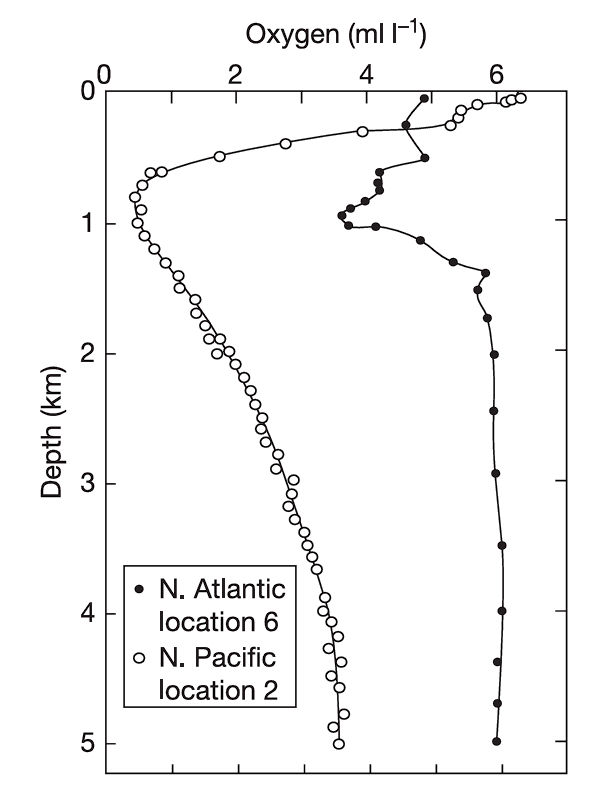 Oxygen (ml l⁻¹)
0 2 4 6
0
1
2
3
4
5
Depth (km)
N. Atlantic
location 6
N. Pacific
location 2